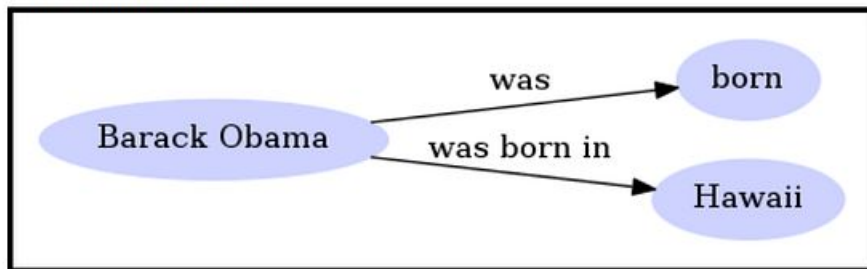 was
born
Barack Obama
was born in
Hawaii